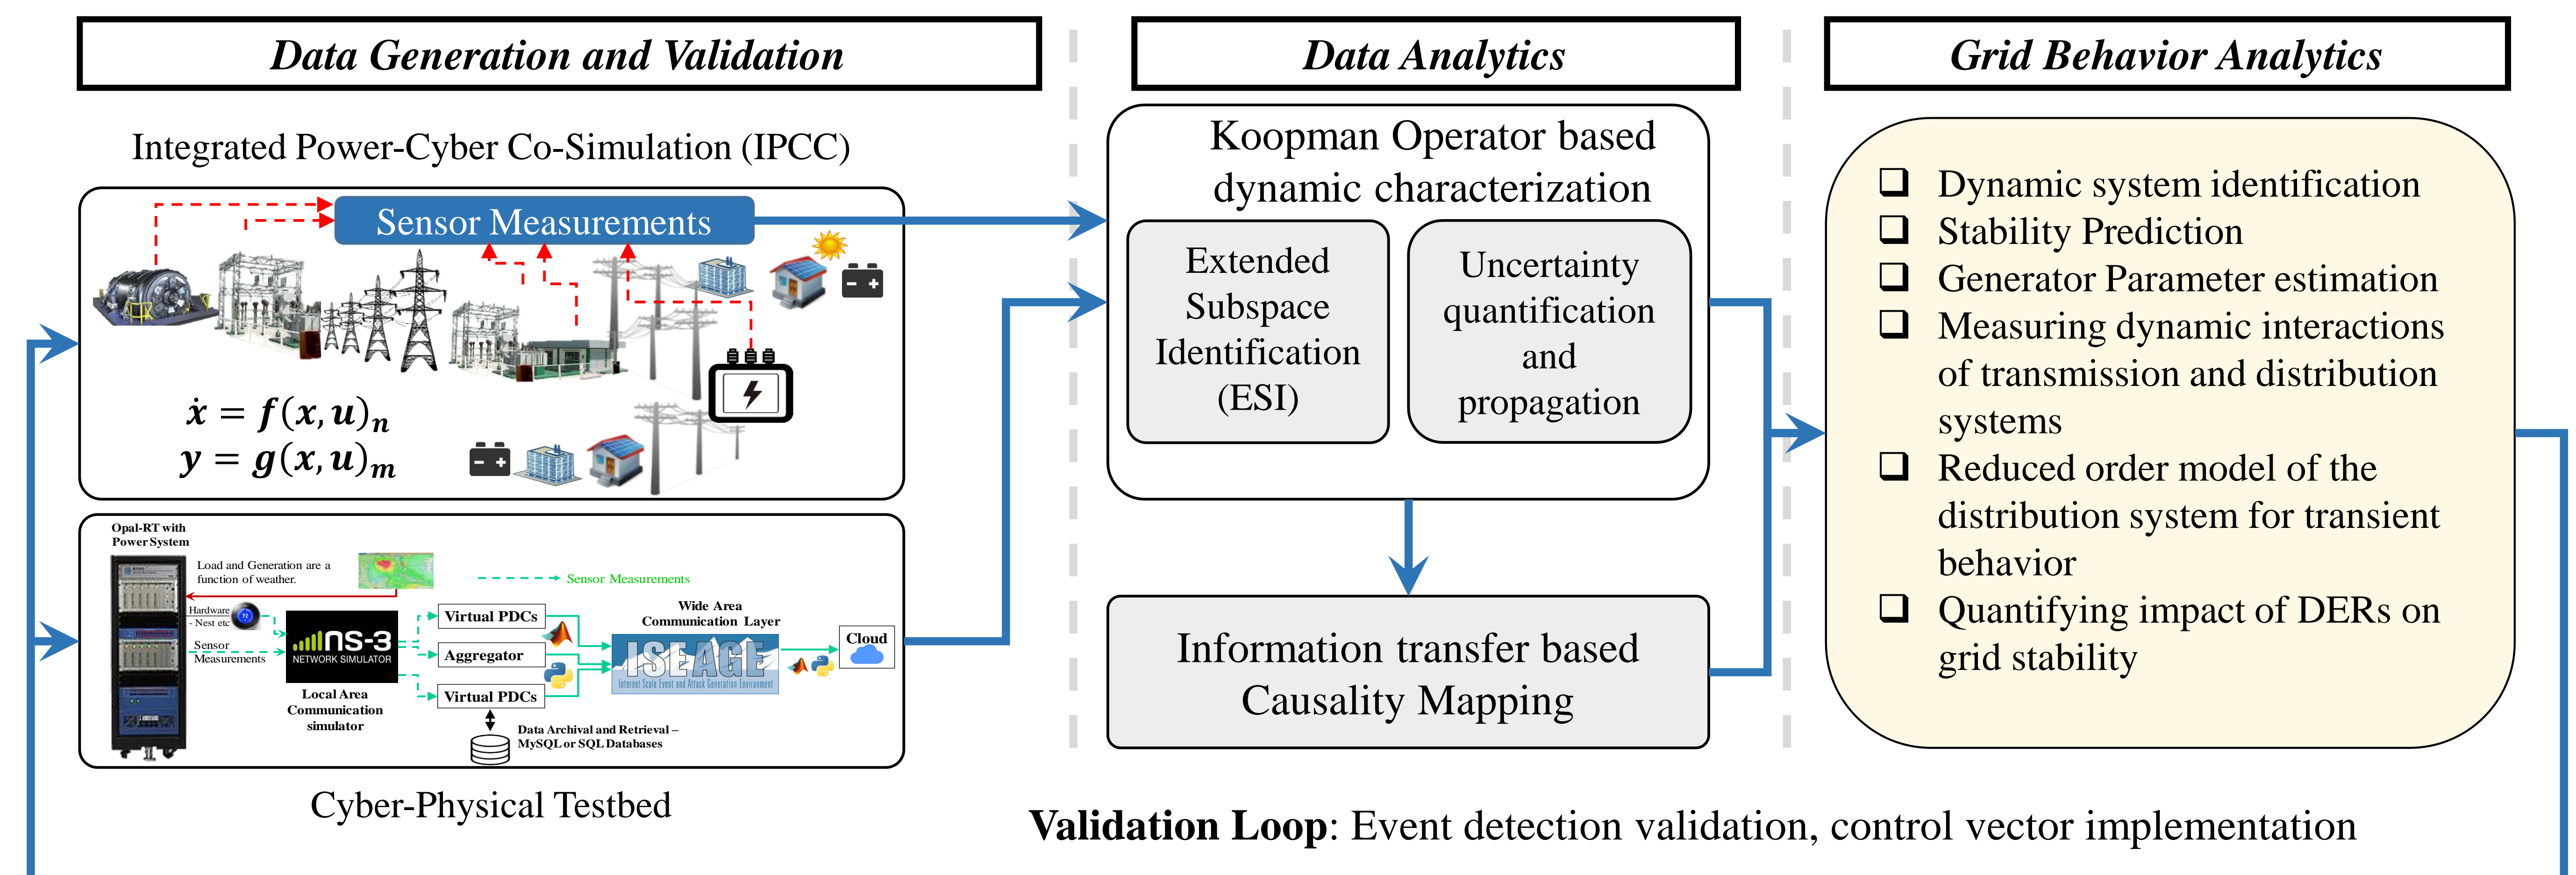 Data Generation and Validation
Integrated Power-Cyber Co-Simulation (IPCC)
Sensor Measurements
ẋ = f(x, u)ₙ
y = g(x, u)ₘ
Opal-RT with
Power System
Load and Generation are a
function of weather.
Sensor Measurements
Hardware
- Nest etc
Sensor
Measurements
ns-3
NETWORK SIMULATOR
Local Area
Communication
simulator
Virtual PDCs
Aggregator
Virtual PDCs
Data Archival and Retrieval –
MySQL or SQL Databases
Wide Area
Communication Layer
ISEAGE
Internet Scale Event and Attack Generation Environment
Cloud
Cyber-Physical Testbed
Data Analytics
Koopman Operator based
dynamic characterization
Extended
Subspace
Identification
(ESI)
Uncertainty
quantification
and
propagation
Information transfer based
Causality Mapping
Grid Behavior Analytics
❑ Dynamic system identification
❑ Stability Prediction
❑ Generator Parameter estimation
❑ Measuring dynamic interactions
of transmission and distribution
systems
❑ Reduced order model of the
distribution system for transient
behavior
❑ Quantifying impact of DERs on
grid stability
Validation Loop: Event detection validation, control vector implementation